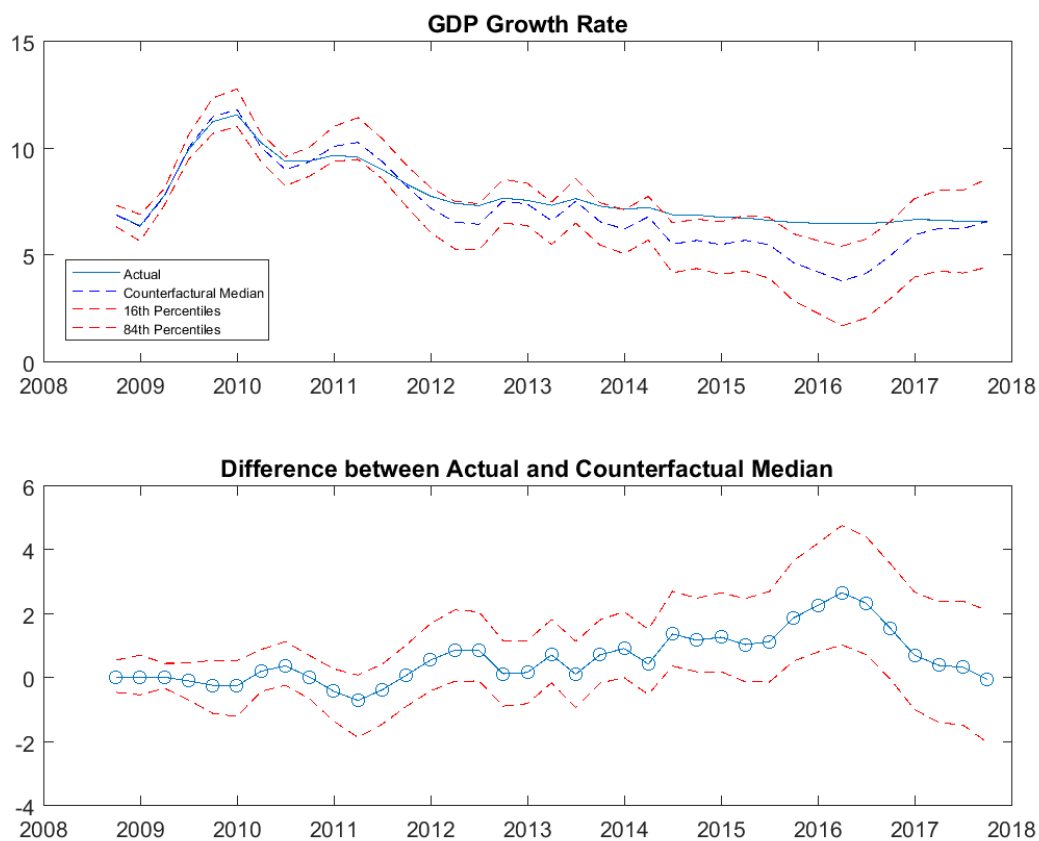 GDP Growth Rate
15
10
5
0
Actual
Counterfactural Median
16th Percentiles
84th Percentiles
2008 2009 2010 2011 2012 2013 2014 2015 2016 2017 2018
Difference between Actual and Counterfactual Median
6
4
2
0
-2
-4
2008 2009 2010 2011 2012 2013 2014 2015 2016 2017 2018